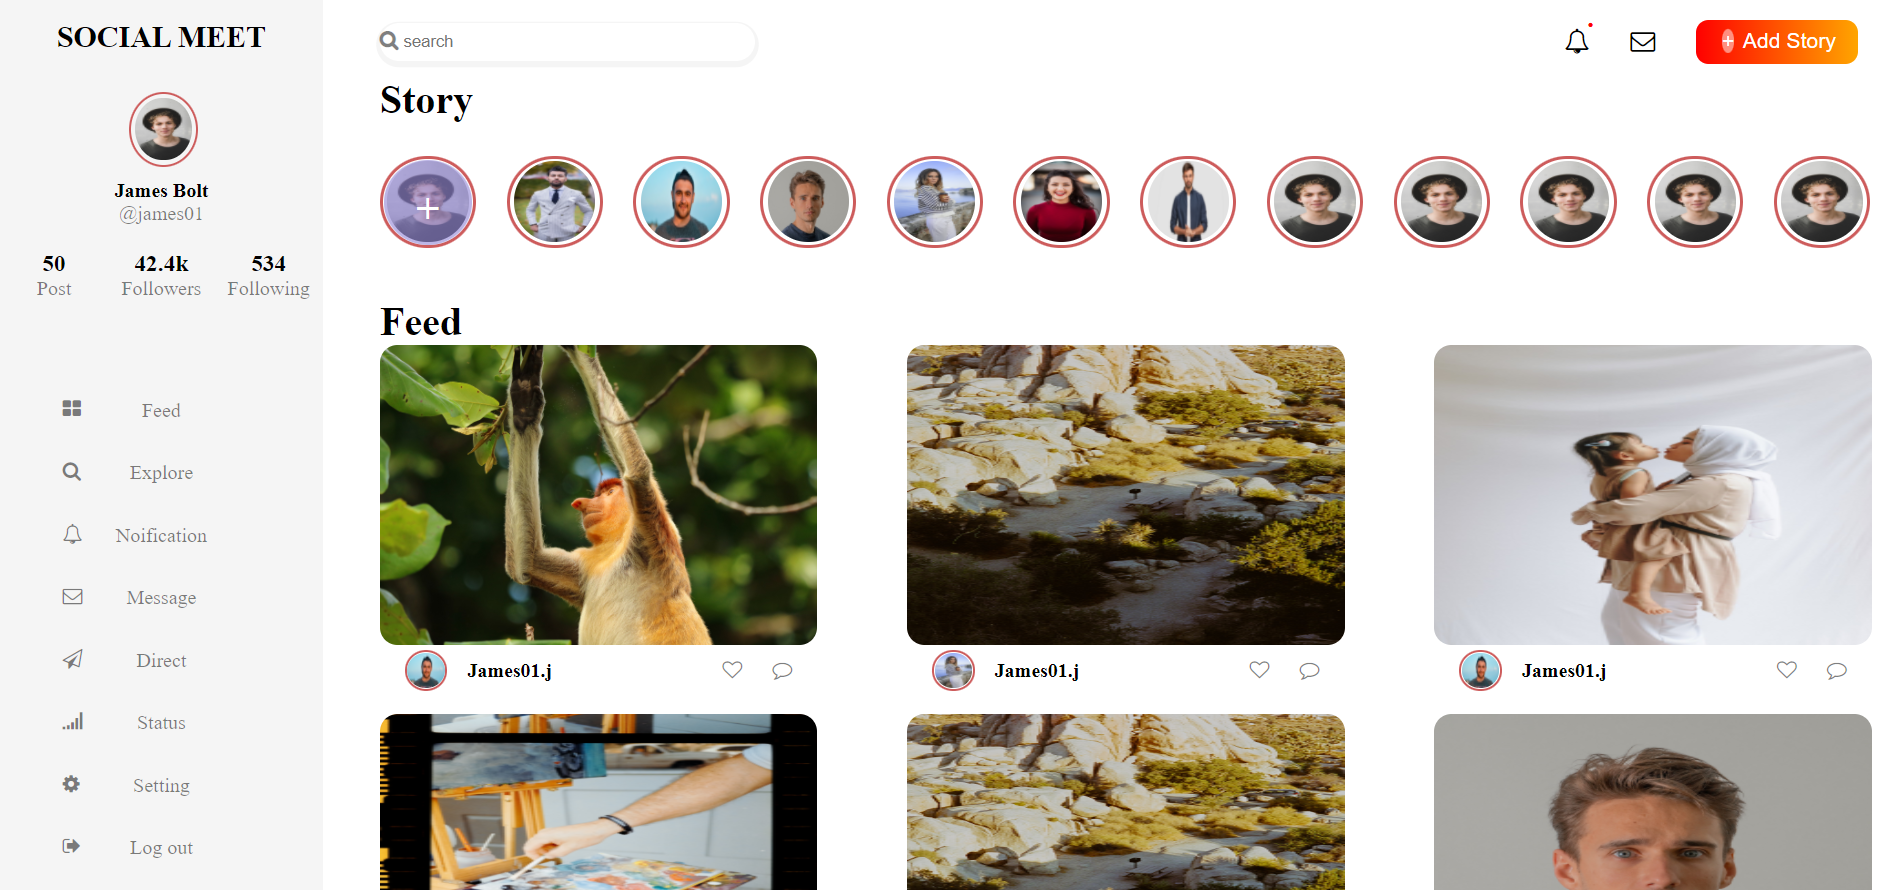 SOCIAL MEET
James Bolt
@james01
50 42.4k 534
Post Followers Following
Feed
Explore
Noification
Message
Direct
Status
Setting
Log out
search
+ Add Story
Story
+
Feed
James01.j
James01.j
James01.j